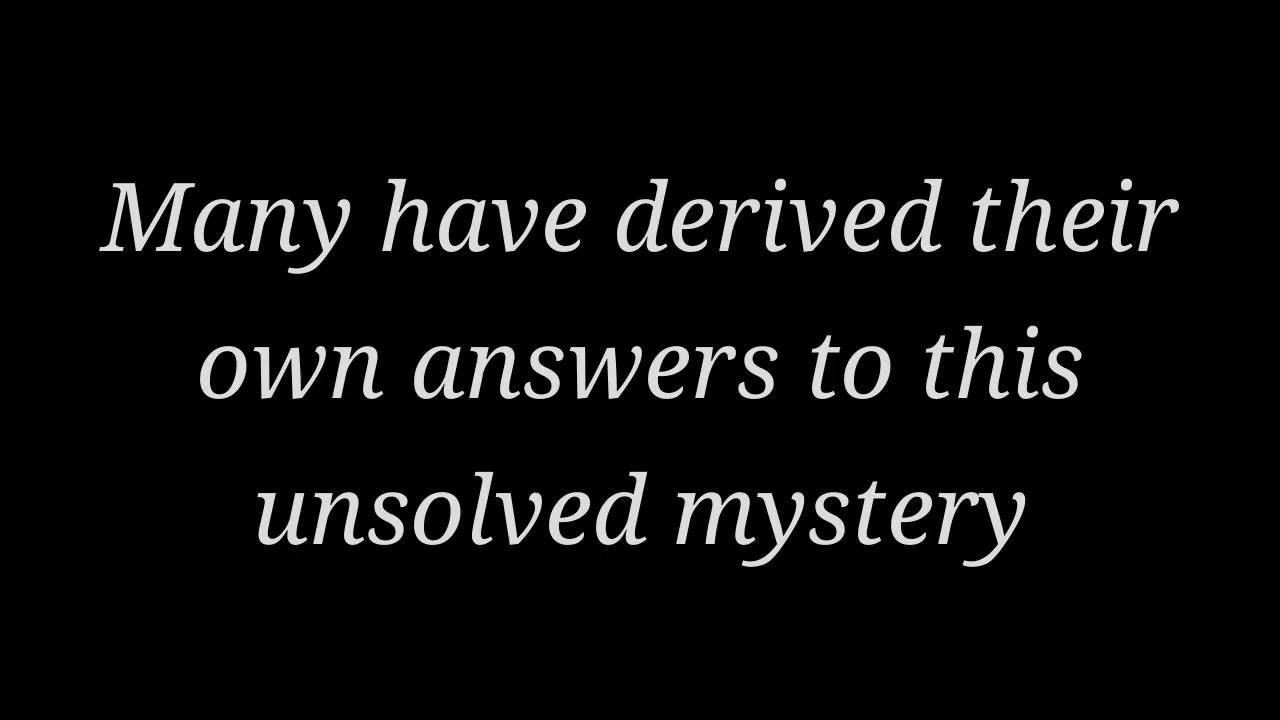 Many have derived their
own answers to this
unsolved mystery